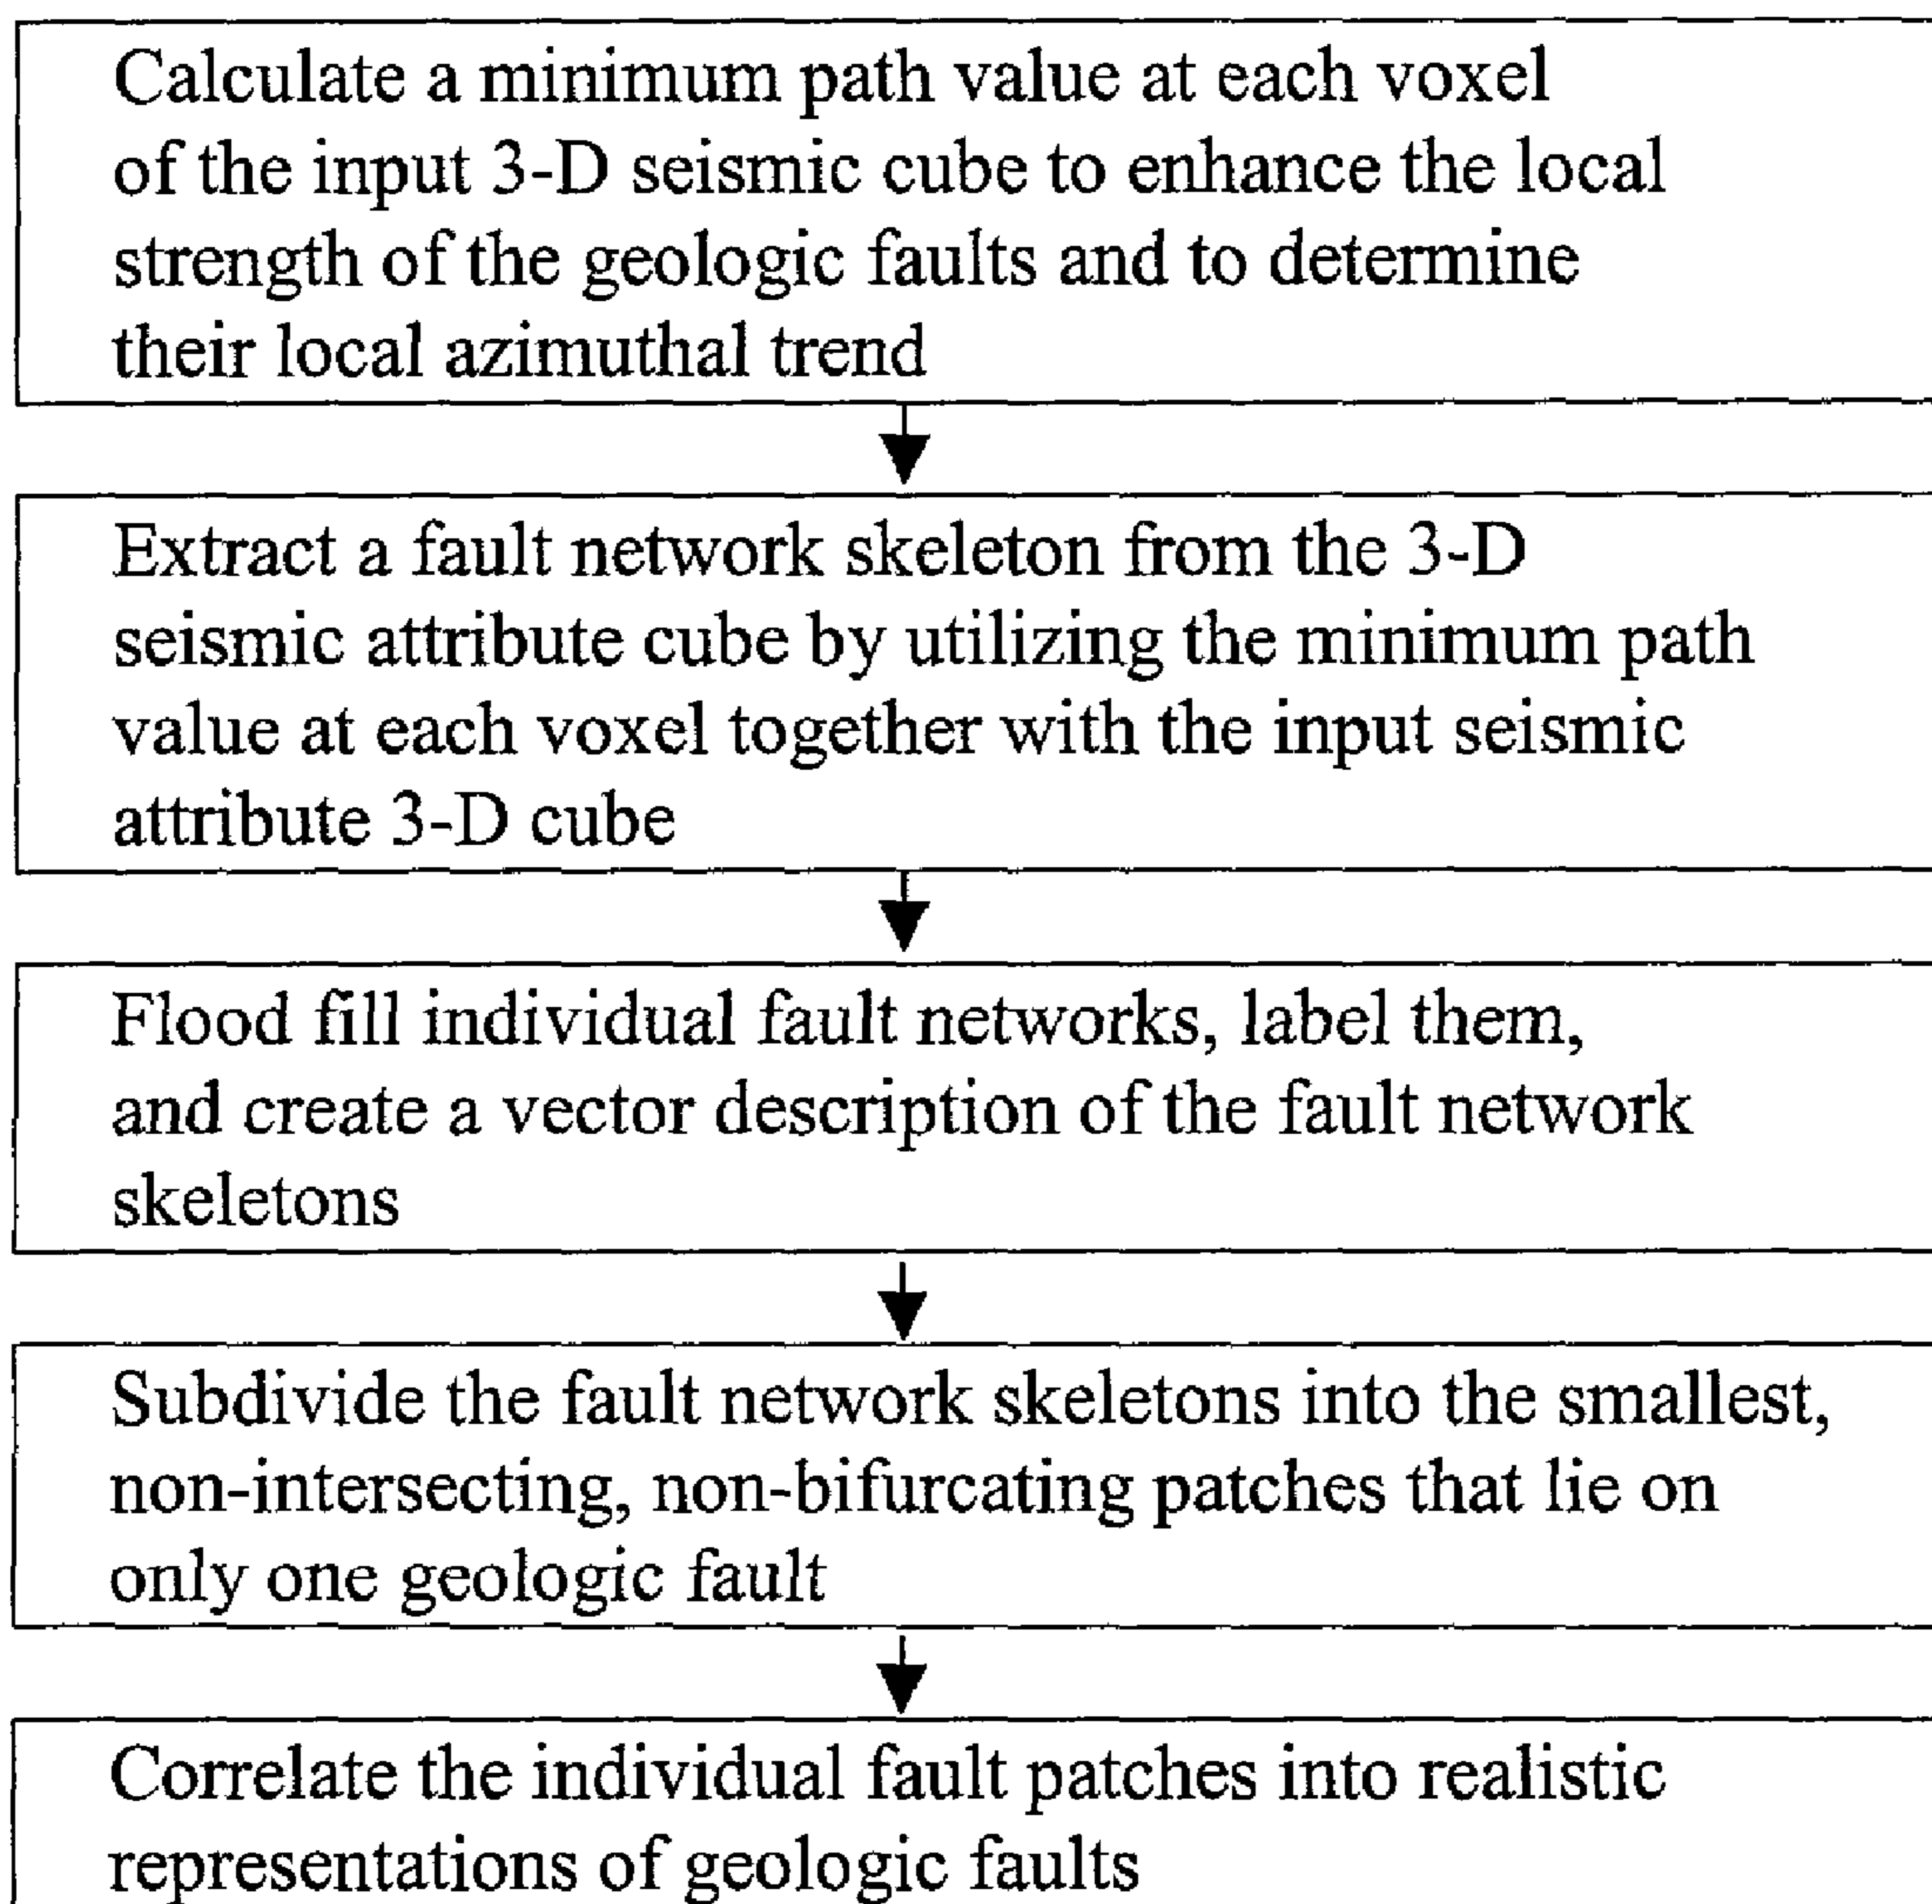 Calculate a minimum path value at each voxel
of the input 3-D seismic cube to enhance the local
strength of the geologic faults and to determine
their local azimuthal trend
Extract a fault network skeleton from the 3-D
seismic attribute cube by utilizing the minimum path
value at each voxel together with the input seismic
attribute 3-D cube
Flood fill individual fault networks, label them,
and create a vector description of the fault network
skeletons
Subdivide the fault network skeletons into the smallest,
non-intersecting, non-bifurcating patches that lie on
only one geologic fault
Correlate the individual fault patches into realistic
representations of geologic faults